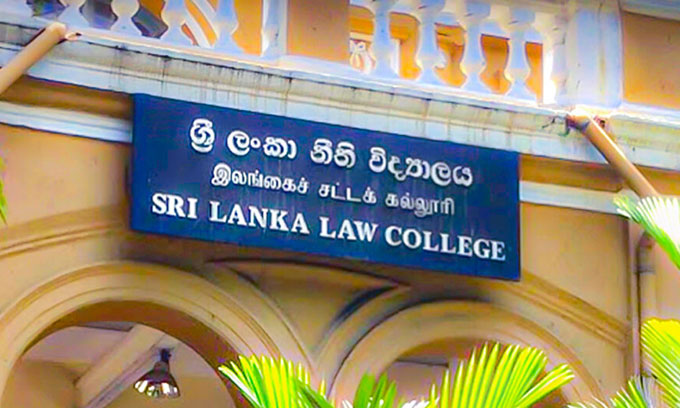 ශ්‍රී ලංකා නීති විද්‍යාලය
இலங்கைச் சட்டக் கல்லூரி
SRI LANKA LAW COLLEGE